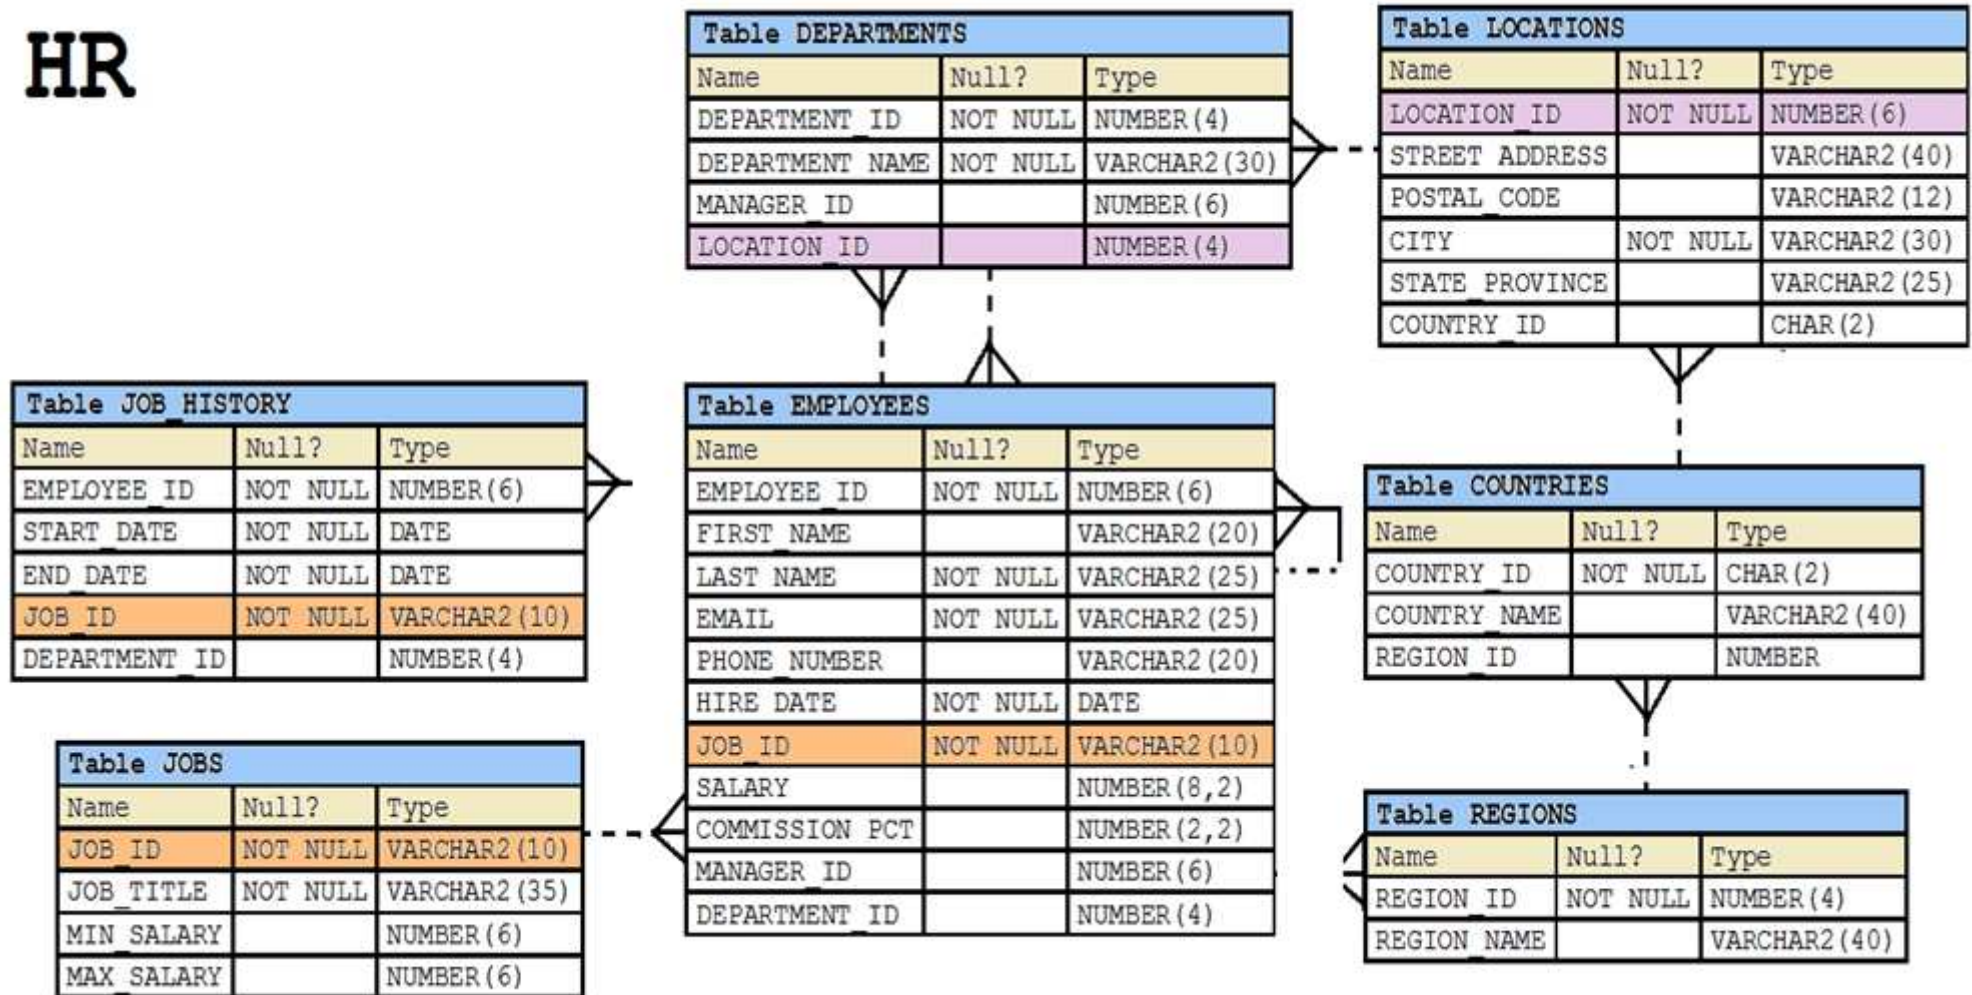 HR
Table DEPARTMENTS
Name Null? Type
DEPARTMENT_ID NOT NULL NUMBER(4)
DEPARTMENT_NAME NOT NULL VARCHAR2(30)
MANAGER_ID NUMBER(6)
LOCATION_ID NUMBER(4)
Table LOCATIONS
Name Null? Type
LOCATION_ID NOT NULL NUMBER(6)
STREET_ADDRESS VARCHAR2(40)
POSTAL_CODE VARCHAR2(12)
CITY NOT NULL VARCHAR2(30)
STATE_PROVINCE VARCHAR2(25)
COUNTRY_ID CHAR(2)
Table JOB_HISTORY
Name Null? Type
EMPLOYEE_ID NOT NULL NUMBER(6)
START_DATE NOT NULL DATE
END_DATE NOT NULL DATE
JOB_ID NOT NULL VARCHAR2(10)
DEPARTMENT_ID NUMBER(4)
Table EMPLOYEES
Name Null? Type
EMPLOYEE_ID NOT NULL NUMBER(6)
FIRST_NAME VARCHAR2(20)
LAST_NAME NOT NULL VARCHAR2(25)
EMAIL NOT NULL VARCHAR2(25)
PHONE_NUMBER VARCHAR2(20)
HIRE_DATE NOT NULL DATE
JOB_ID NOT NULL VARCHAR2(10)
SALARY NUMBER(8,2)
COMMISSION_PCT NUMBER(2,2)
MANAGER_ID NUMBER(6)
DEPARTMENT_ID NUMBER(4)
Table COUNTRIES
Name Null? Type
COUNTRY_ID NOT NULL CHAR(2)
COUNTRY_NAME VARCHAR2(40)
REGION_ID NUMBER
Table JOBS
Name Null? Type
JOB_ID NOT NULL VARCHAR2(10)
JOB_TITLE NOT NULL VARCHAR2(35)
MIN_SALARY NUMBER(6)
MAX_SALARY NUMBER(6)
Table REGIONS
Name Null? Type
REGION_ID NOT NULL NUMBER(4)
REGION_NAME VARCHAR2(40)